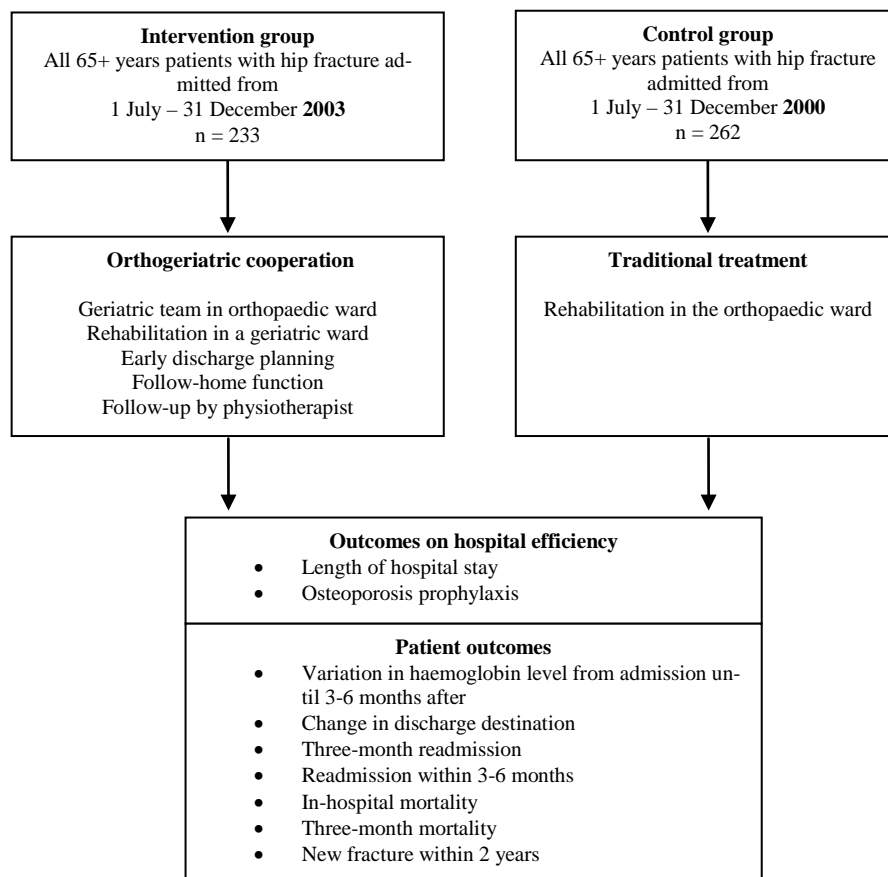 Intervention group
All 65+ years patients with hip fracture ad-
mitted from
1 July – 31 December 2003
n = 233
Control group
All 65+ years patients with hip fracture
admitted from
1 July – 31 December 2000
n = 262
Orthogeriatric cooperation
Geriatric team in orthopaedic ward
Rehabilitation in a geriatric ward
Early discharge planning
Follow-home function
Follow-up by physiotherapist
Traditional treatment
Rehabilitation in the orthopaedic ward
Outcomes on hospital efficiency
• Length of hospital stay
• Osteoporosis prophylaxis
Patient outcomes
• Variation in haemoglobin level from admission un-
til 3-6 months after
• Change in discharge destination
• Three-month readmission
• Readmission within 3-6 months
• In-hospital mortality
• Three-month mortality
• New fracture within 2 years